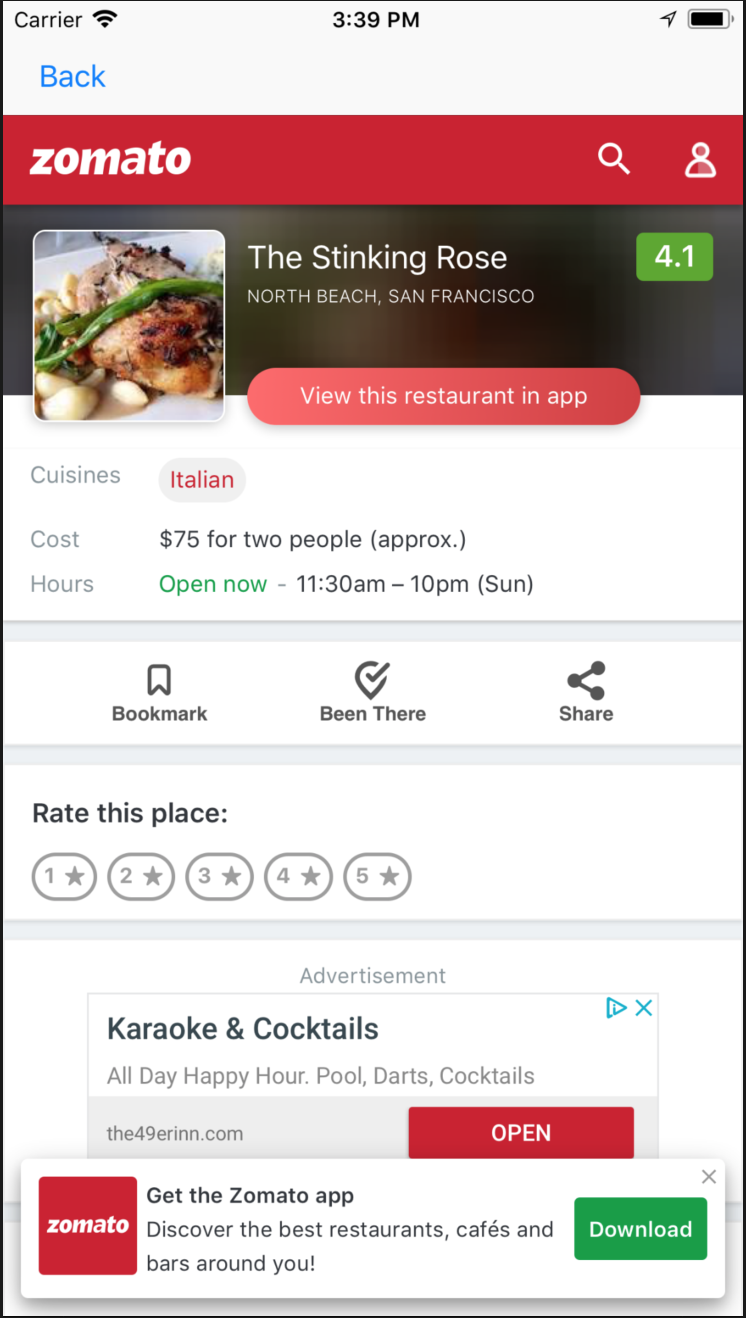 Carrier 3:39 PM
Back
zomato
The Stinking Rose 4.1
NORTH BEACH, SAN FRANCISCO
View this restaurant in app
Cuisines Italian
Cost $75 for two people (approx.)
Hours Open now - 11:30am – 10pm (Sun)
Bookmark Been There Share
Rate this place:
1 ★ 2 ★ 3 ★ 4 ★ 5 ★
Advertisement
Karaoke & Cocktails
All Day Happy Hour. Pool, Darts, Cocktails
the49erinn.com OPEN
Get the Zomato app
zomato Discover the best restaurants, cafés and Download
bars around you!